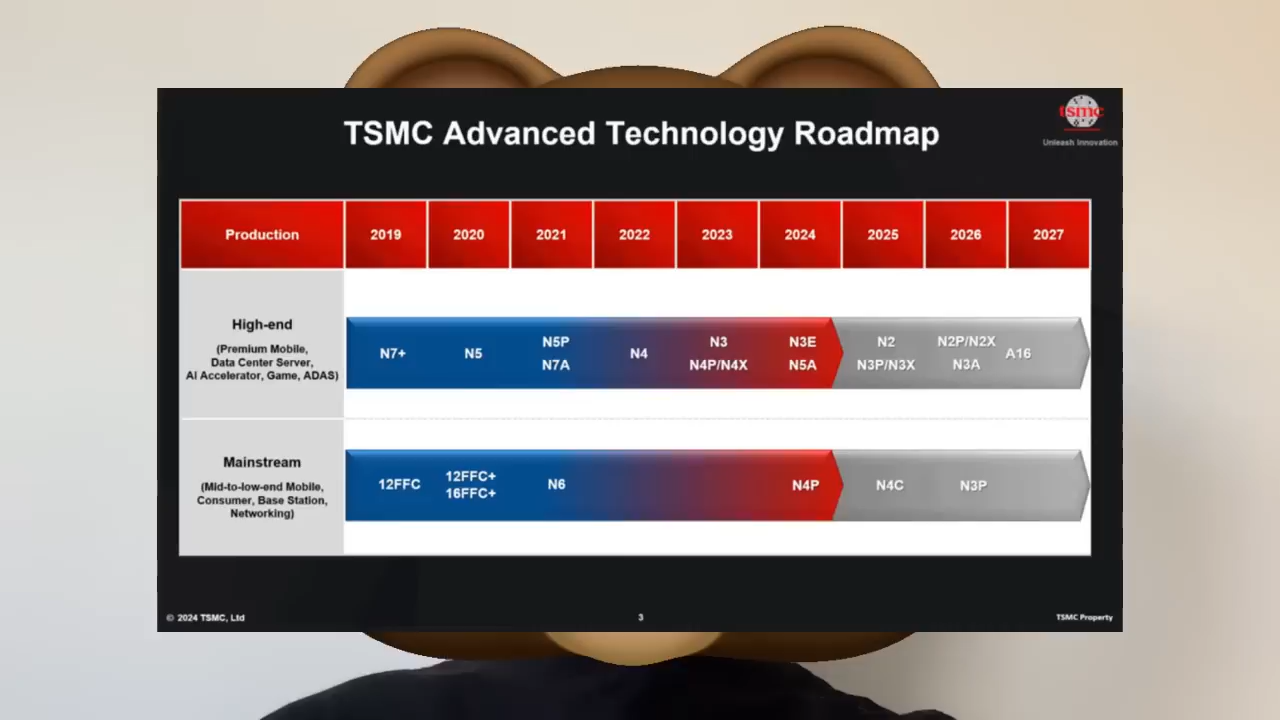 TSMC Advanced Technology Roadmap
tsmc
Unleash Innovation
Production 2019 2020 2021 2022 2023 2024 2025 2026 2027
High-end
(Premium Mobile,
Data Center Server,
AI Accelerator, Game, ADAS)
N7+ N5 N5P N4 N3 N3E N2 N2P/N2X A16
N7A N4P/N4X N5A N3P/N3X N3A
Mainstream
(Mid-to-low-end Mobile,
Consumer, Base Station,
Networking)
12FFC 12FFC+ N6 N4P N4C N3P
16FFC+
© 2024 TSMC, Ltd
3
TSMC Property